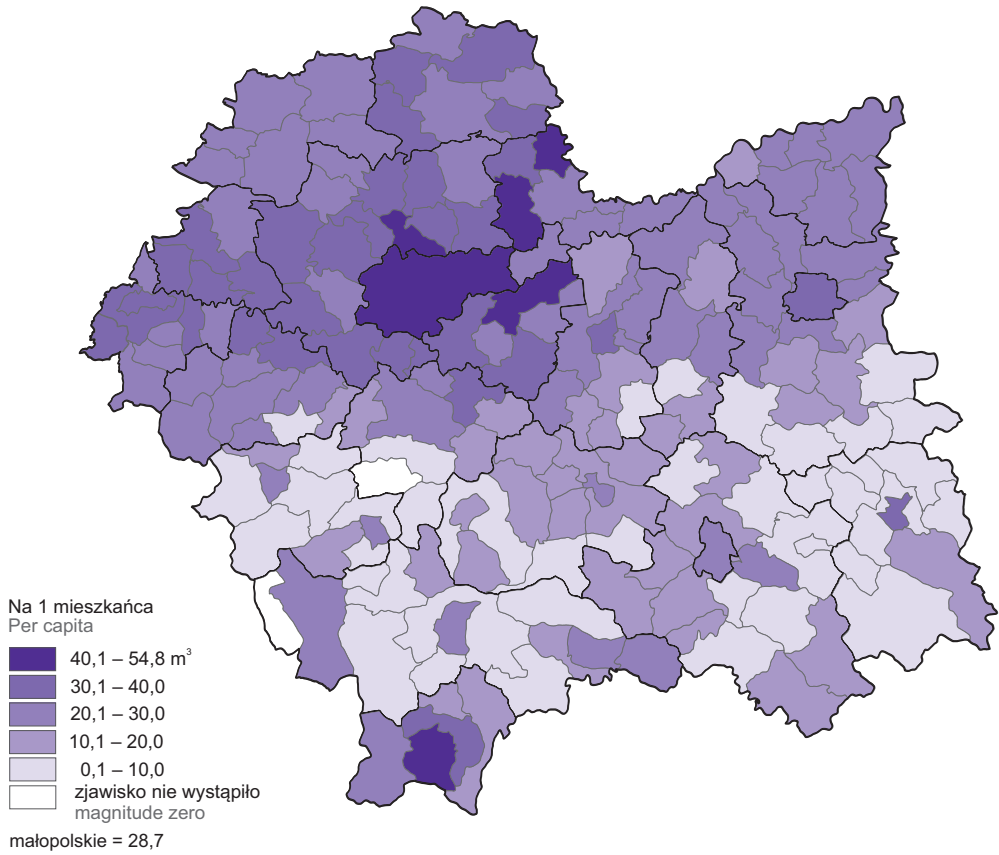 Na 1 mieszkańca
Per capita
40,1 – 54,8 m³
30,1 – 40,0
20,1 – 30,0
10,1 – 20,0
0,1 – 10,0
zjawisko nie wystąpiło
magnitude zero
małopolskie = 28,7